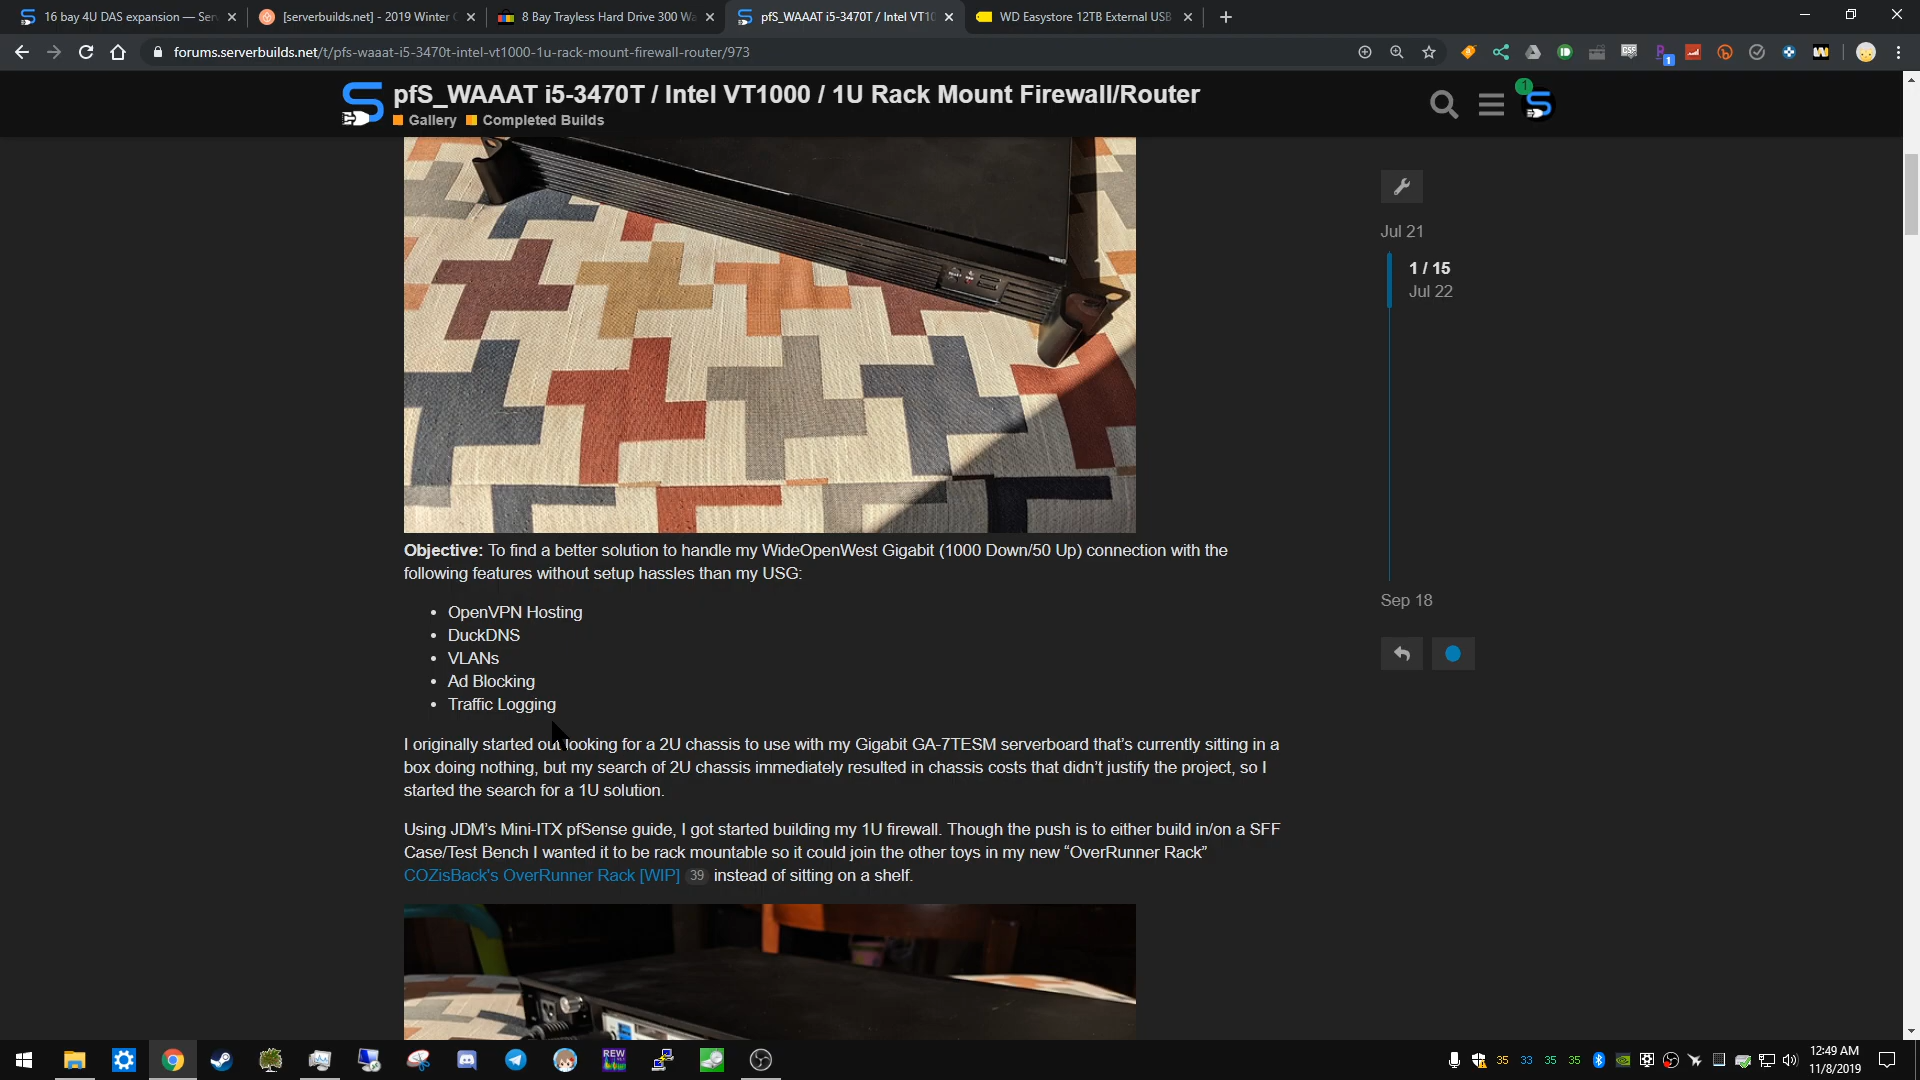 16 bay 4U DAS expansion — Ser
[serverbuilds.net] - 2019 Winter C
8 Bay Trayless Hard Drive 300 Wa
pfS_WAAAT i5-3470T / Intel VT10
WD Easystore 12TB External USB
forums.serverbuilds.net/t/pfs-waaat-i5-3470t-intel-vt1000-1u-rack-mount-firewall-router/973
pfS_WAAAT i5-3470T / Intel VT1000 / 1U Rack Mount Firewall/Router
Gallery Completed Builds
1
Jul 21
1 / 15
Jul 22
Sep 18
Objective: To find a better solution to handle my WideOpenWest Gigabit (1000 Down/50 Up) connection with the
following features without setup hassles than my USG:
• OpenVPN Hosting
• DuckDNS
• VLANs
• Ad Blocking
• Traffic Logging
I originally started out looking for a 2U chassis to use with my Gigabit GA-7TESM serverboard that's currently sitting in a
box doing nothing, but my search of 2U chassis immediately resulted in chassis costs that didn't justify the project, so I
started the search for a 1U solution.
Using JDM's Mini-ITX pfSense guide, I got started building my 1U firewall. Though the push is to either build in/on a SFF
Case/Test Bench I wanted it to be rack mountable so it could join the other toys in my new “OverRunner Rack”
COZisBack's OverRunner Rack [WIP] 39 instead of sitting on a shelf.
REW
35 33 35 35
12:49 AM
11/8/2019